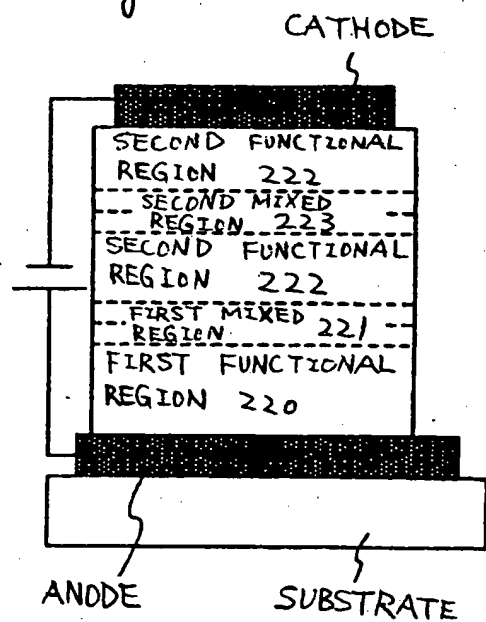 CATHODE
SECOND FUNCTIONAL
REGION 222
SECOND MIXED
REGION 223
SECOND FUNCTIONAL
REGION 222
FIRST MIXED
REGION 221
FIRST FUNCTIONAL
REGION 220
ANODE
SUBSTRATE